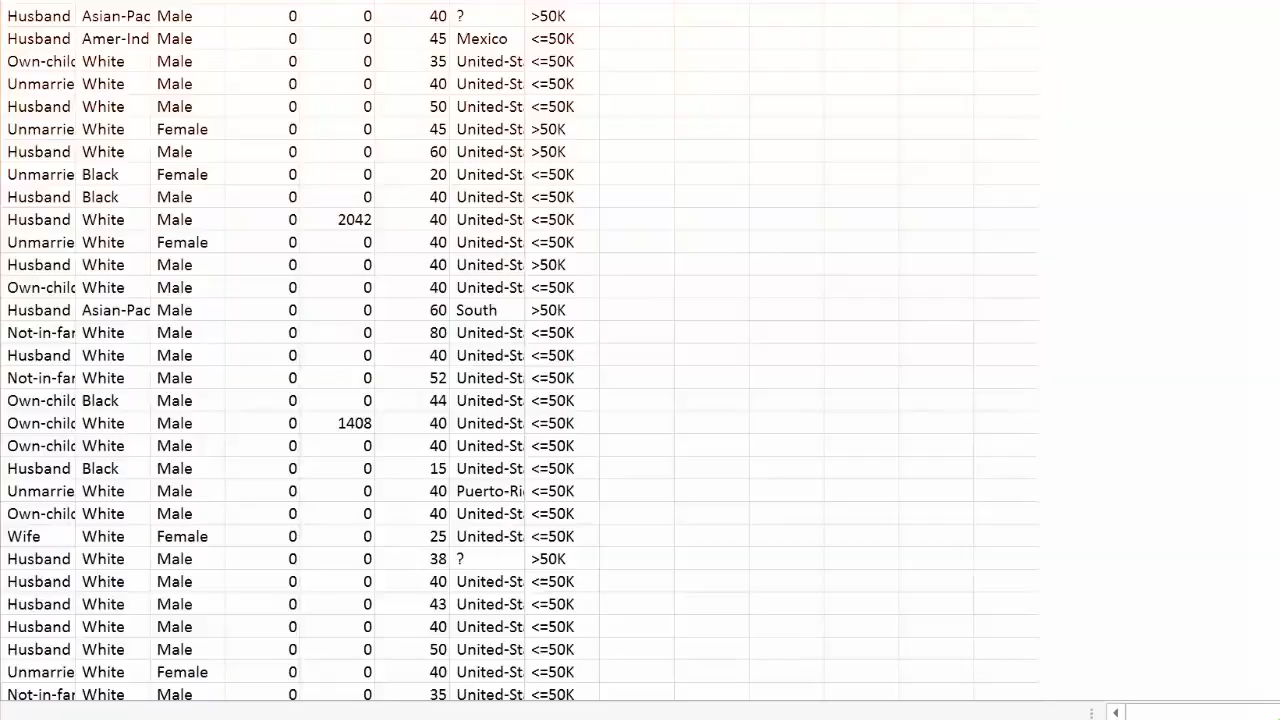 Husband Asian-Pac Male 0 0 40 ? >50K
Husband Amer-Ind Male 0 0 45 Mexico <=50K
Own-chilc White Male 0 0 35 United-St <=50K
Unmarrie White Male 0 0 40 United-St <=50K
Husband White Male 0 0 50 United-St <=50K
Unmarrie White Female 0 0 45 United-St >50K
Husband White Male 0 0 60 United-St >50K
Unmarrie Black Female 0 0 20 United-St <=50K
Husband Black Male 0 0 40 United-St <=50K
Husband White Male 0 2042 40 United-St <=50K
Unmarrie White Female 0 0 40 United-St <=50K
Husband White Male 0 0 40 United-St >50K
Own-chilc White Male 0 0 40 United-St <=50K
Husband Asian-Pac Male 0 0 60 South >50K
Not-in-far White Male 0 0 80 United-St <=50K
Husband White Male 0 0 40 United-St <=50K
Not-in-far White Male 0 0 52 United-St <=50K
Own-chilc Black Male 0 0 44 United-St <=50K
Own-chilc White Male 0 1408 40 United-St <=50K
Own-chilc White Male 0 0 40 United-St <=50K
Husband Black Male 0 0 15 United-St <=50K
Unmarrie White Male 0 0 40 Puerto-Ri <=50K
Own-chilc White Male 0 0 40 United-St <=50K
Wife White Female 0 0 25 United-St <=50K
Husband White Male 0 0 38 ? >50K
Husband White Male 0 0 40 United-St <=50K
Husband White Male 0 0 43 United-St <=50K
Husband White Male 0 0 40 United-St <=50K
Husband White Male 0 0 50 United-St <=50K
Unmarrie White Female 0 0 40 United-St <=50K
Not-in-far White Male 0 0 35 United-St <=50K